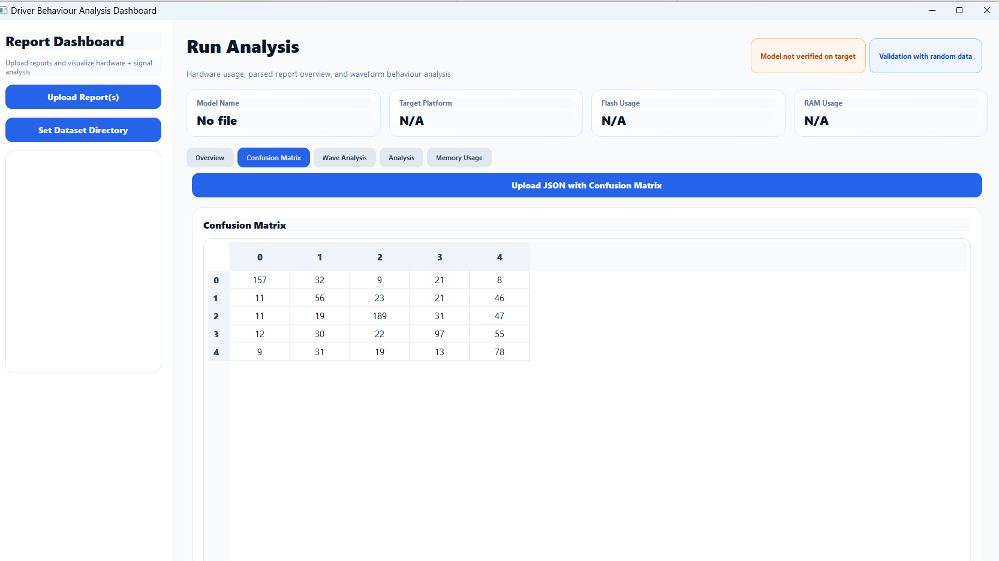 Driver Behaviour Analysis Dashboard
Report Dashboard
Upload reports and visualize hardware + signal
analysis
Upload Report(s)
Set Dataset Directory
Run Analysis
Hardware usage, parsed report overview, and waveform behaviour analysis
Model not verified on target
Validation with random data
Model Name
No file
Target Platform
N/A
Flash Usage
N/A
RAM Usage
N/A
Overview Confusion Matrix Wave Analysis Analysis Memory Usage
Upload JSON with Confusion Matrix
Confusion Matrix
0 1 2 3 4
0 157 32 9 21 8
1 11 56 23 21 46
2 11 19 189 31 47
3 12 30 22 97 55
4 9 31 19 13 78